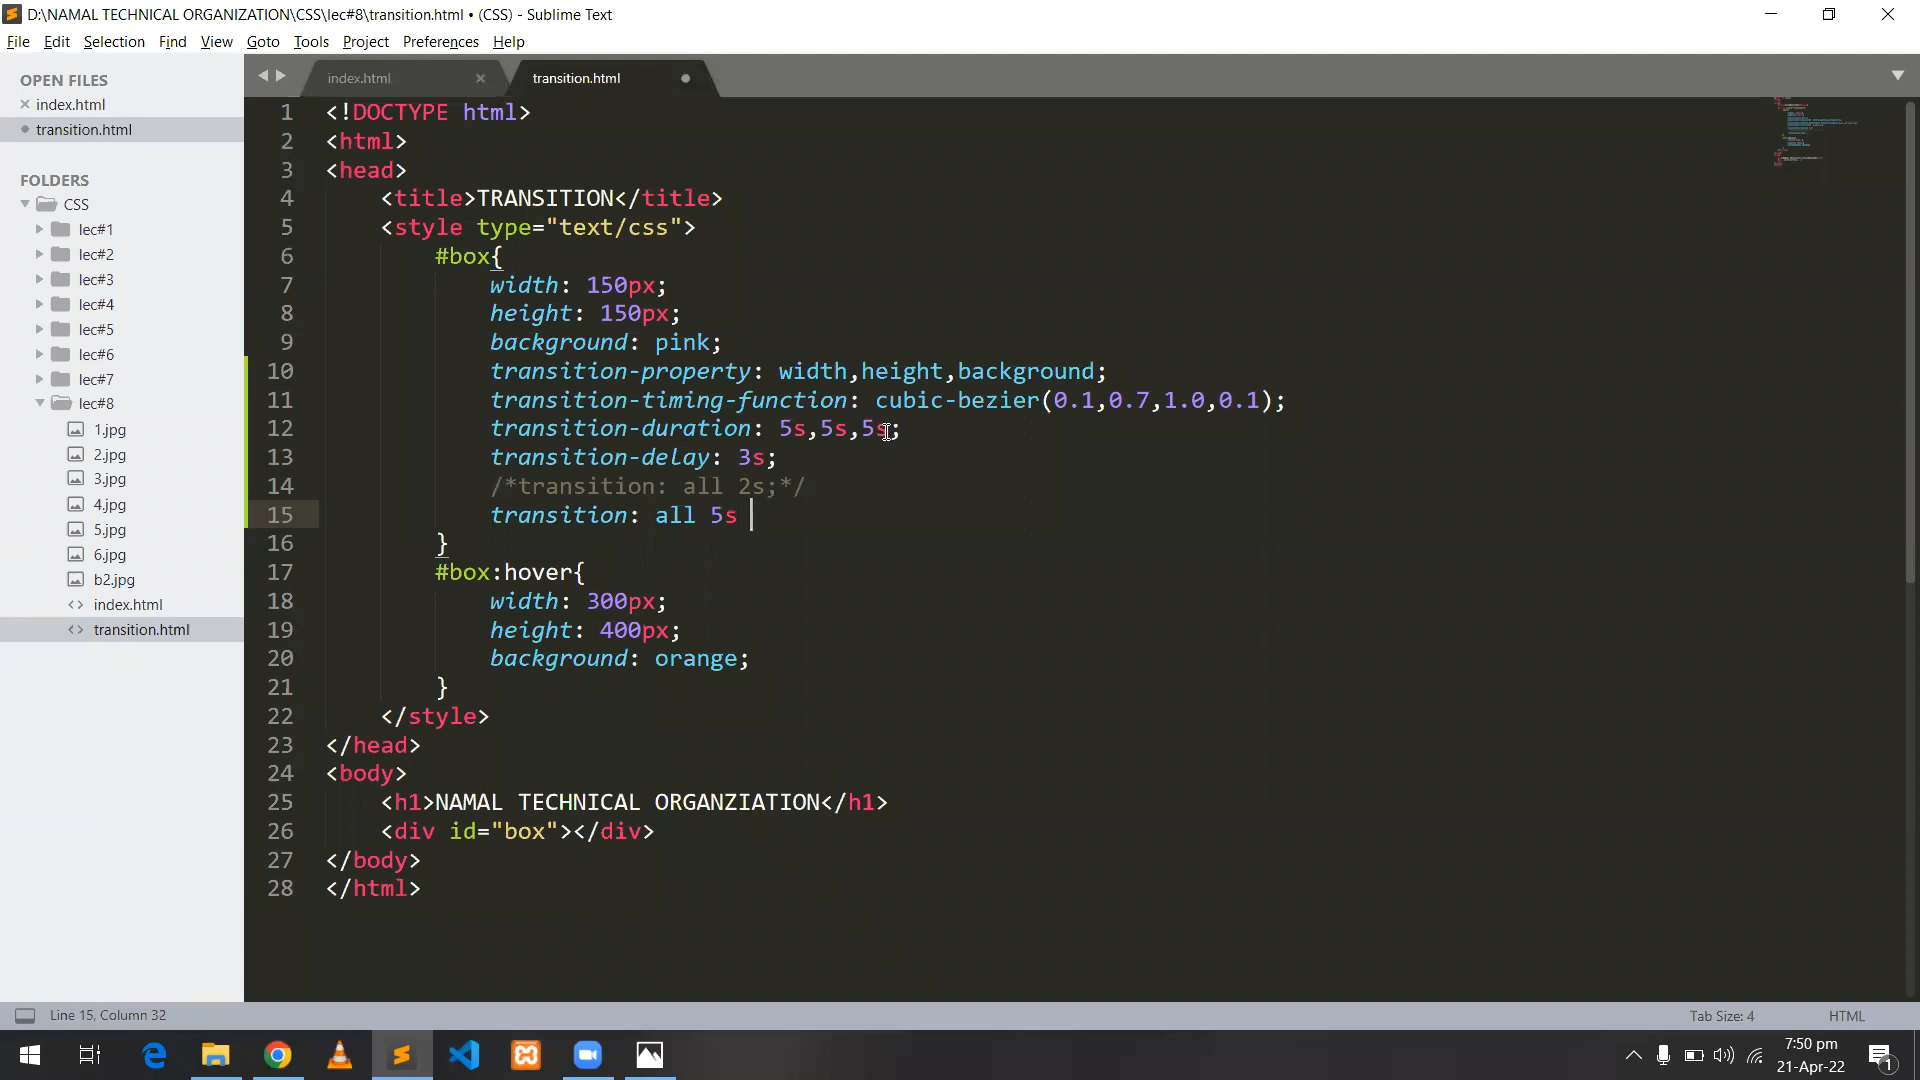 D:\NAMAL TECHNICAL ORGANIZATION\CSS\lec#8\transition.html • (CSS) - Sublime Text
File Edit Selection Find View Goto Tools Project Preferences Help
OPEN FILES
index.html
transition.html
FOLDERS
CSS
lec#1
lec#2
lec#3
lec#4
lec#5
lec#6
lec#7
lec#8
1.jpg
2.jpg
3.jpg
4.jpg
5.jpg
6.jpg
b2.jpg
index.html
transition.html
index.html
transition.html
1 <!DOCTYPE html>
2 <html>
3 <head>
4 <title>TRANSITION</title>
5 <style type="text/css">
6 #box{
7 width: 150px;
8 height: 150px;
9 background: pink;
10 transition-property: width,height,background;
11 transition-timing-function: cubic-bezier(0.1,0.7,1.0,0.1);
12 transition-duration: 5s,5s,5s;
13 transition-delay: 3s;
14 /*transition: all 2s;*/
15 transition: all 5s
16 }
17 #box:hover{
18 width: 300px;
19 height: 400px;
20 background: orange;
21 }
22 </style>
23 </head>
24 <body>
25 <h1>NAMAL TECHNICAL ORGANZIATION</h1>
26 <div id="box"></div>
27 </body>
28 </html>
Line 15, Column 32
Tab Size: 4
HTML
7:50 pm
21-Apr-22
1